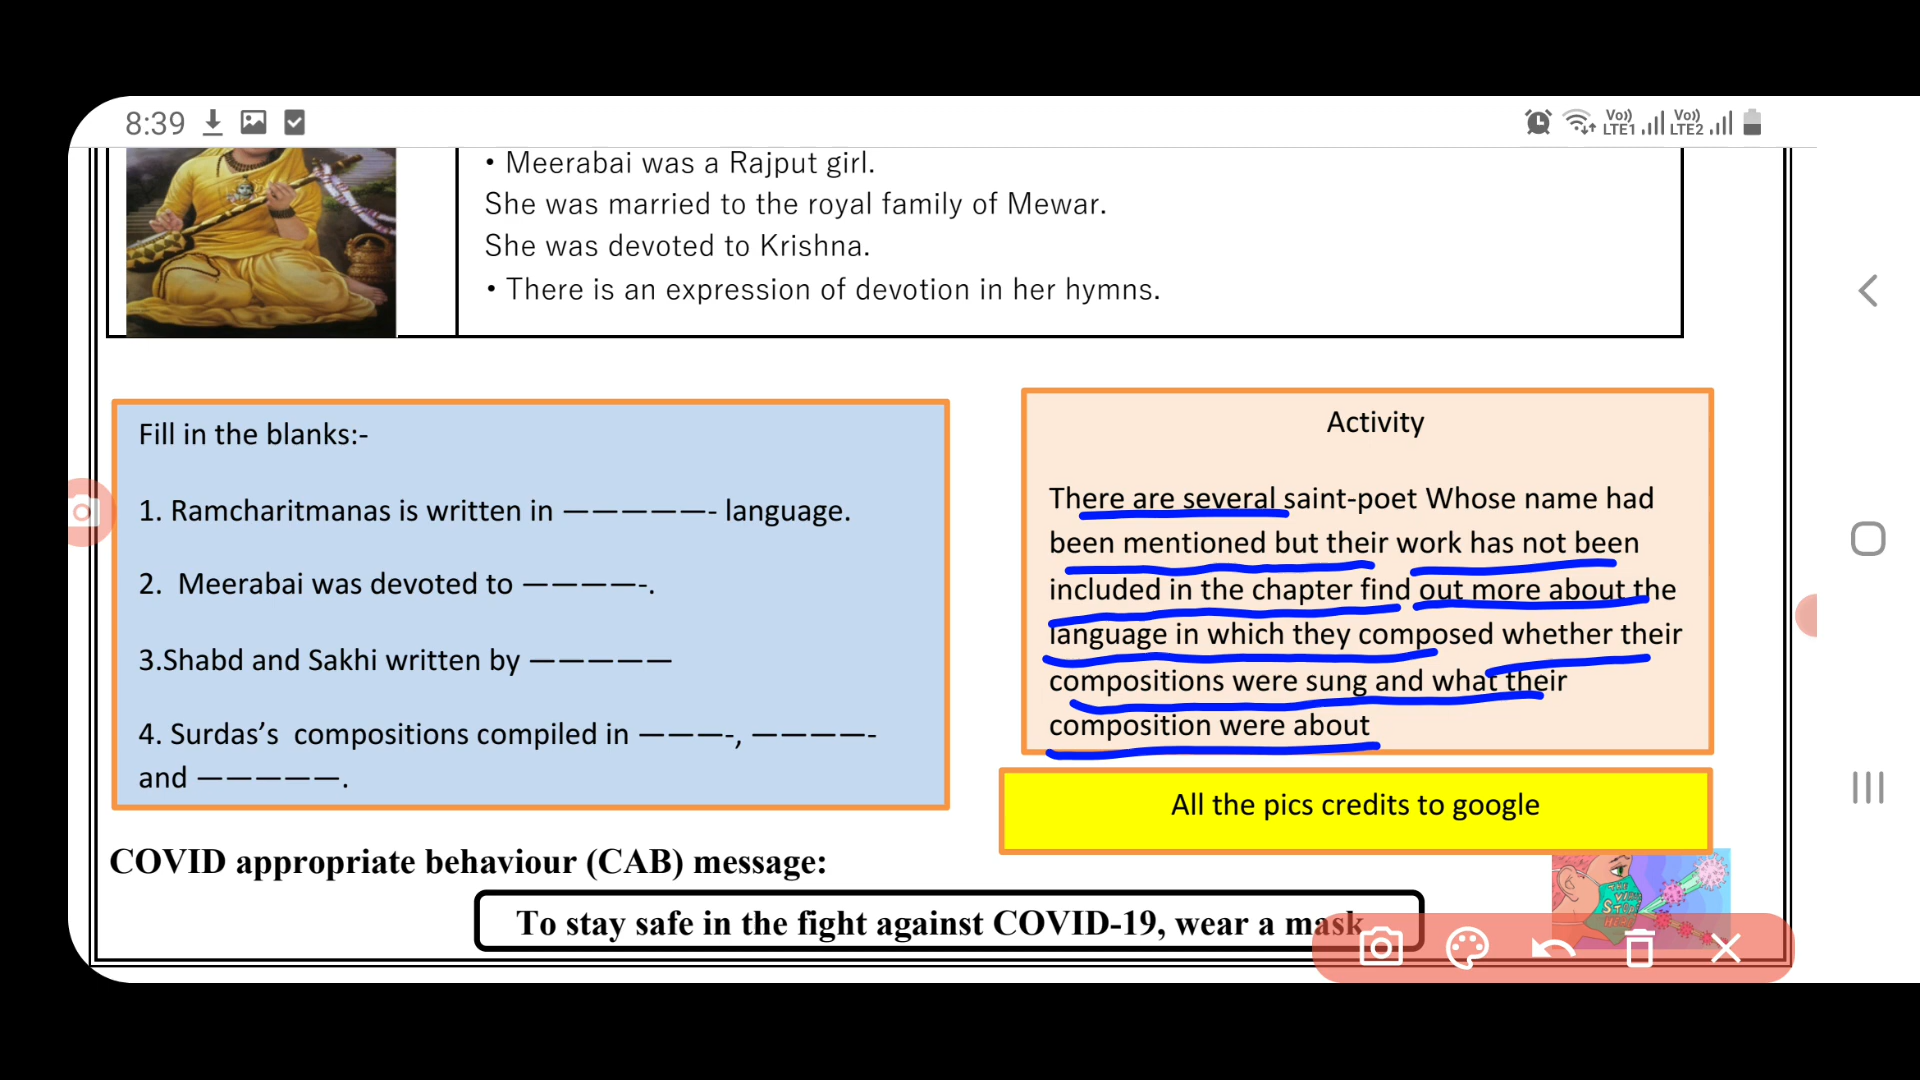 8:39
Vo)) LTE1 Vo)) LTE2
• Meerabai was a Rajput girl.
She was married to the royal family of Mewar.
She was devoted to Krishna.
• There is an expression of devotion in her hymns.
Fill in the blanks:-
1. Ramcharitmanas is written in —————- language.
2. Meerabai was devoted to ————-.
3.Shabd and Sakhi written by —————
4. Surdas’s compositions compiled in ———-, ————-
and —————.
Activity
There are several saint-poet Whose name had
been mentioned but their work has not been
included in the chapter find out more about the
language in which they composed whether their
compositions were sung and what their
composition were about
All the pics credits to google
COVID appropriate behaviour (CAB) message:
To stay safe in the fight against COVID-19, wear a mask